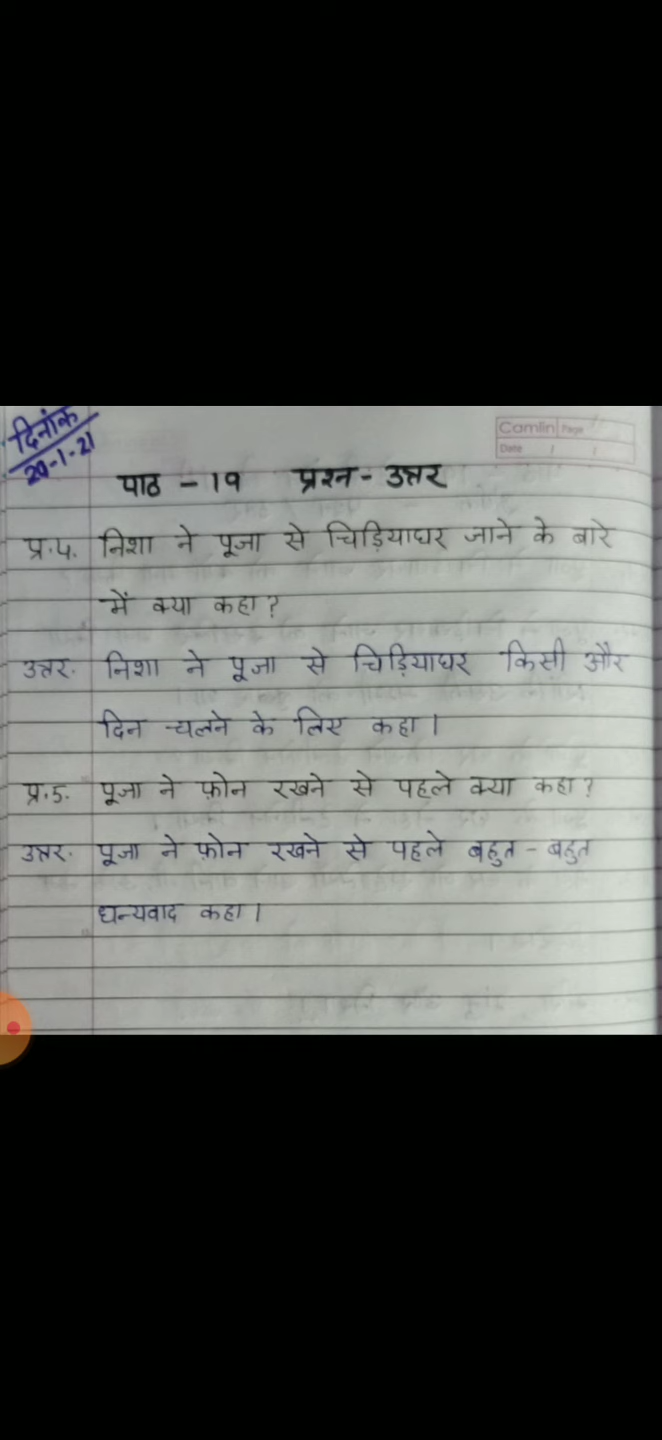 दिनांक
20-1-21
Camlin Page
Date / /
पाठ - 19 प्रश्न - उत्तर
प्र.4. निशा ने पूजा से चिड़ियाघर जाने के बारे
में क्या कहा?
उत्तर. निशा ने पूजा से चिड़ियाघर किसी और
दिन चलने के लिए कहा।
प्र.5. पूजा ने फ़ोन रखने से पहले क्या कहा?
उत्तर. पूजा ने फ़ोन रखने से पहले बहुत - बहुत
धन्यवाद कहा।